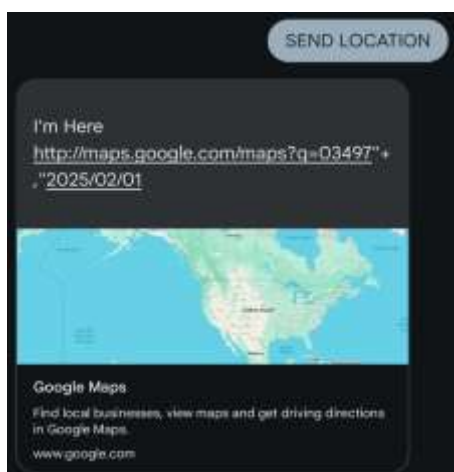 SEND LOCATION
I'm Here
http://maps.google.com/maps?q=03497"+
,"2025/02/01
Google Maps
Find local businesses, view maps and get driving directions
in Google Maps.
www.google.com